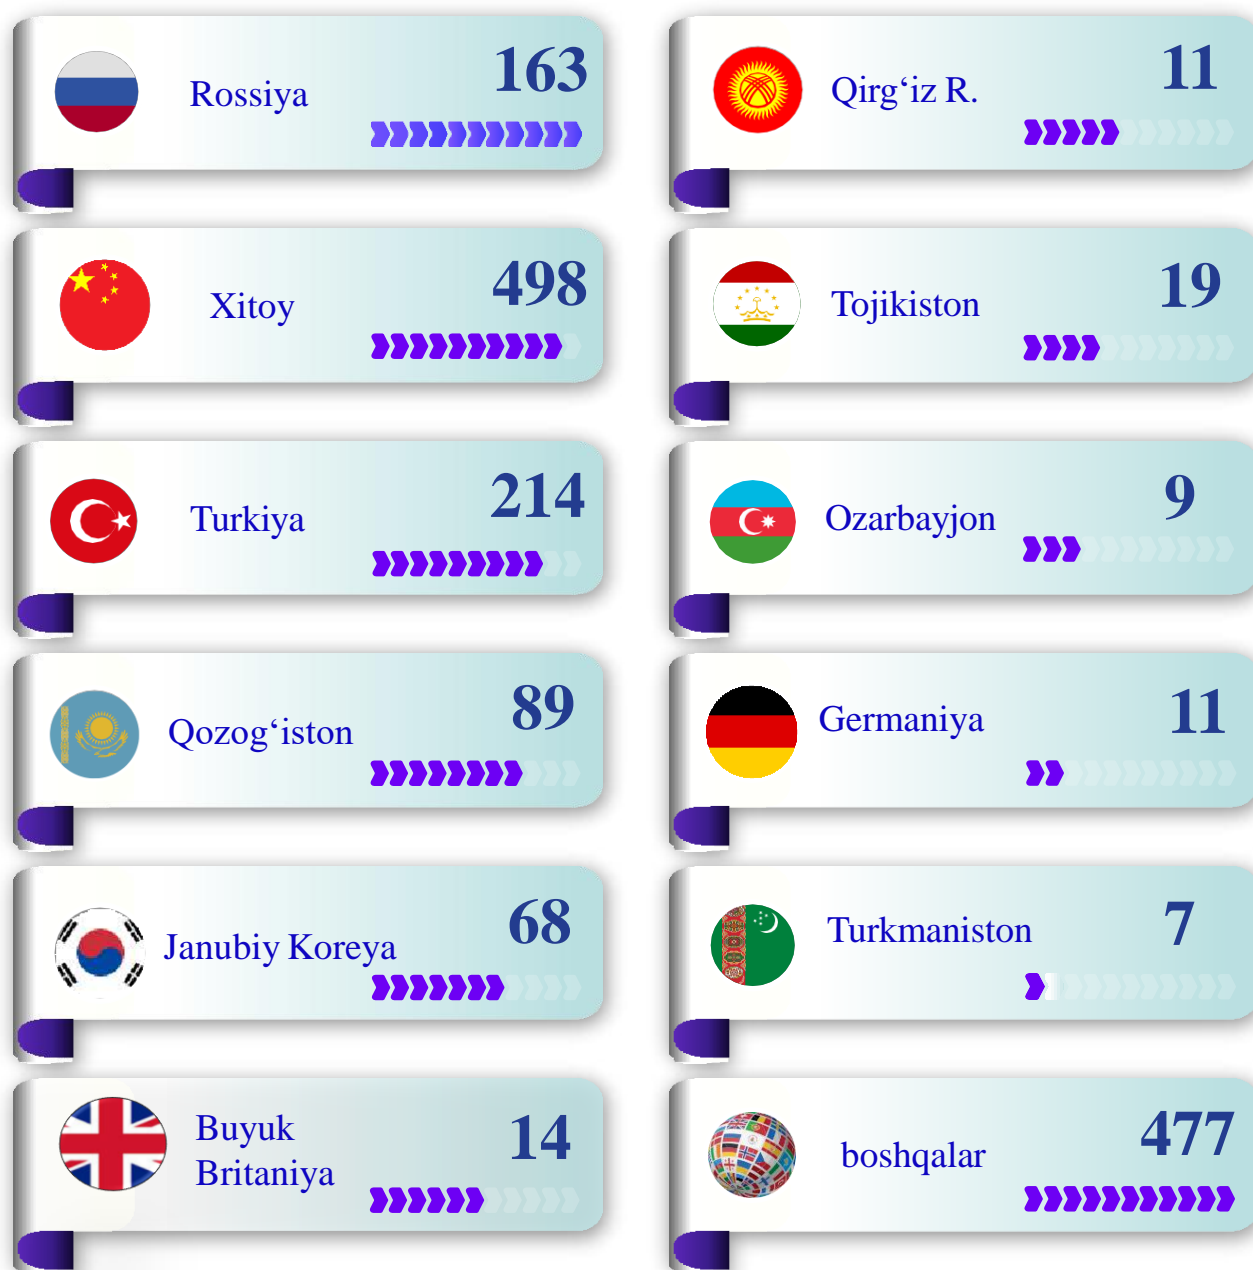 Rossiya
163
Xitoy
498
Turkiya
214
Qozog‘iston
89
Janubiy Koreya
68
Buyuk
Britaniya
14
Qirg‘iz R.
11
Tojikiston
19
Ozarbayjon
9
Germaniya
11
Turkmaniston
7
boshqalar
477